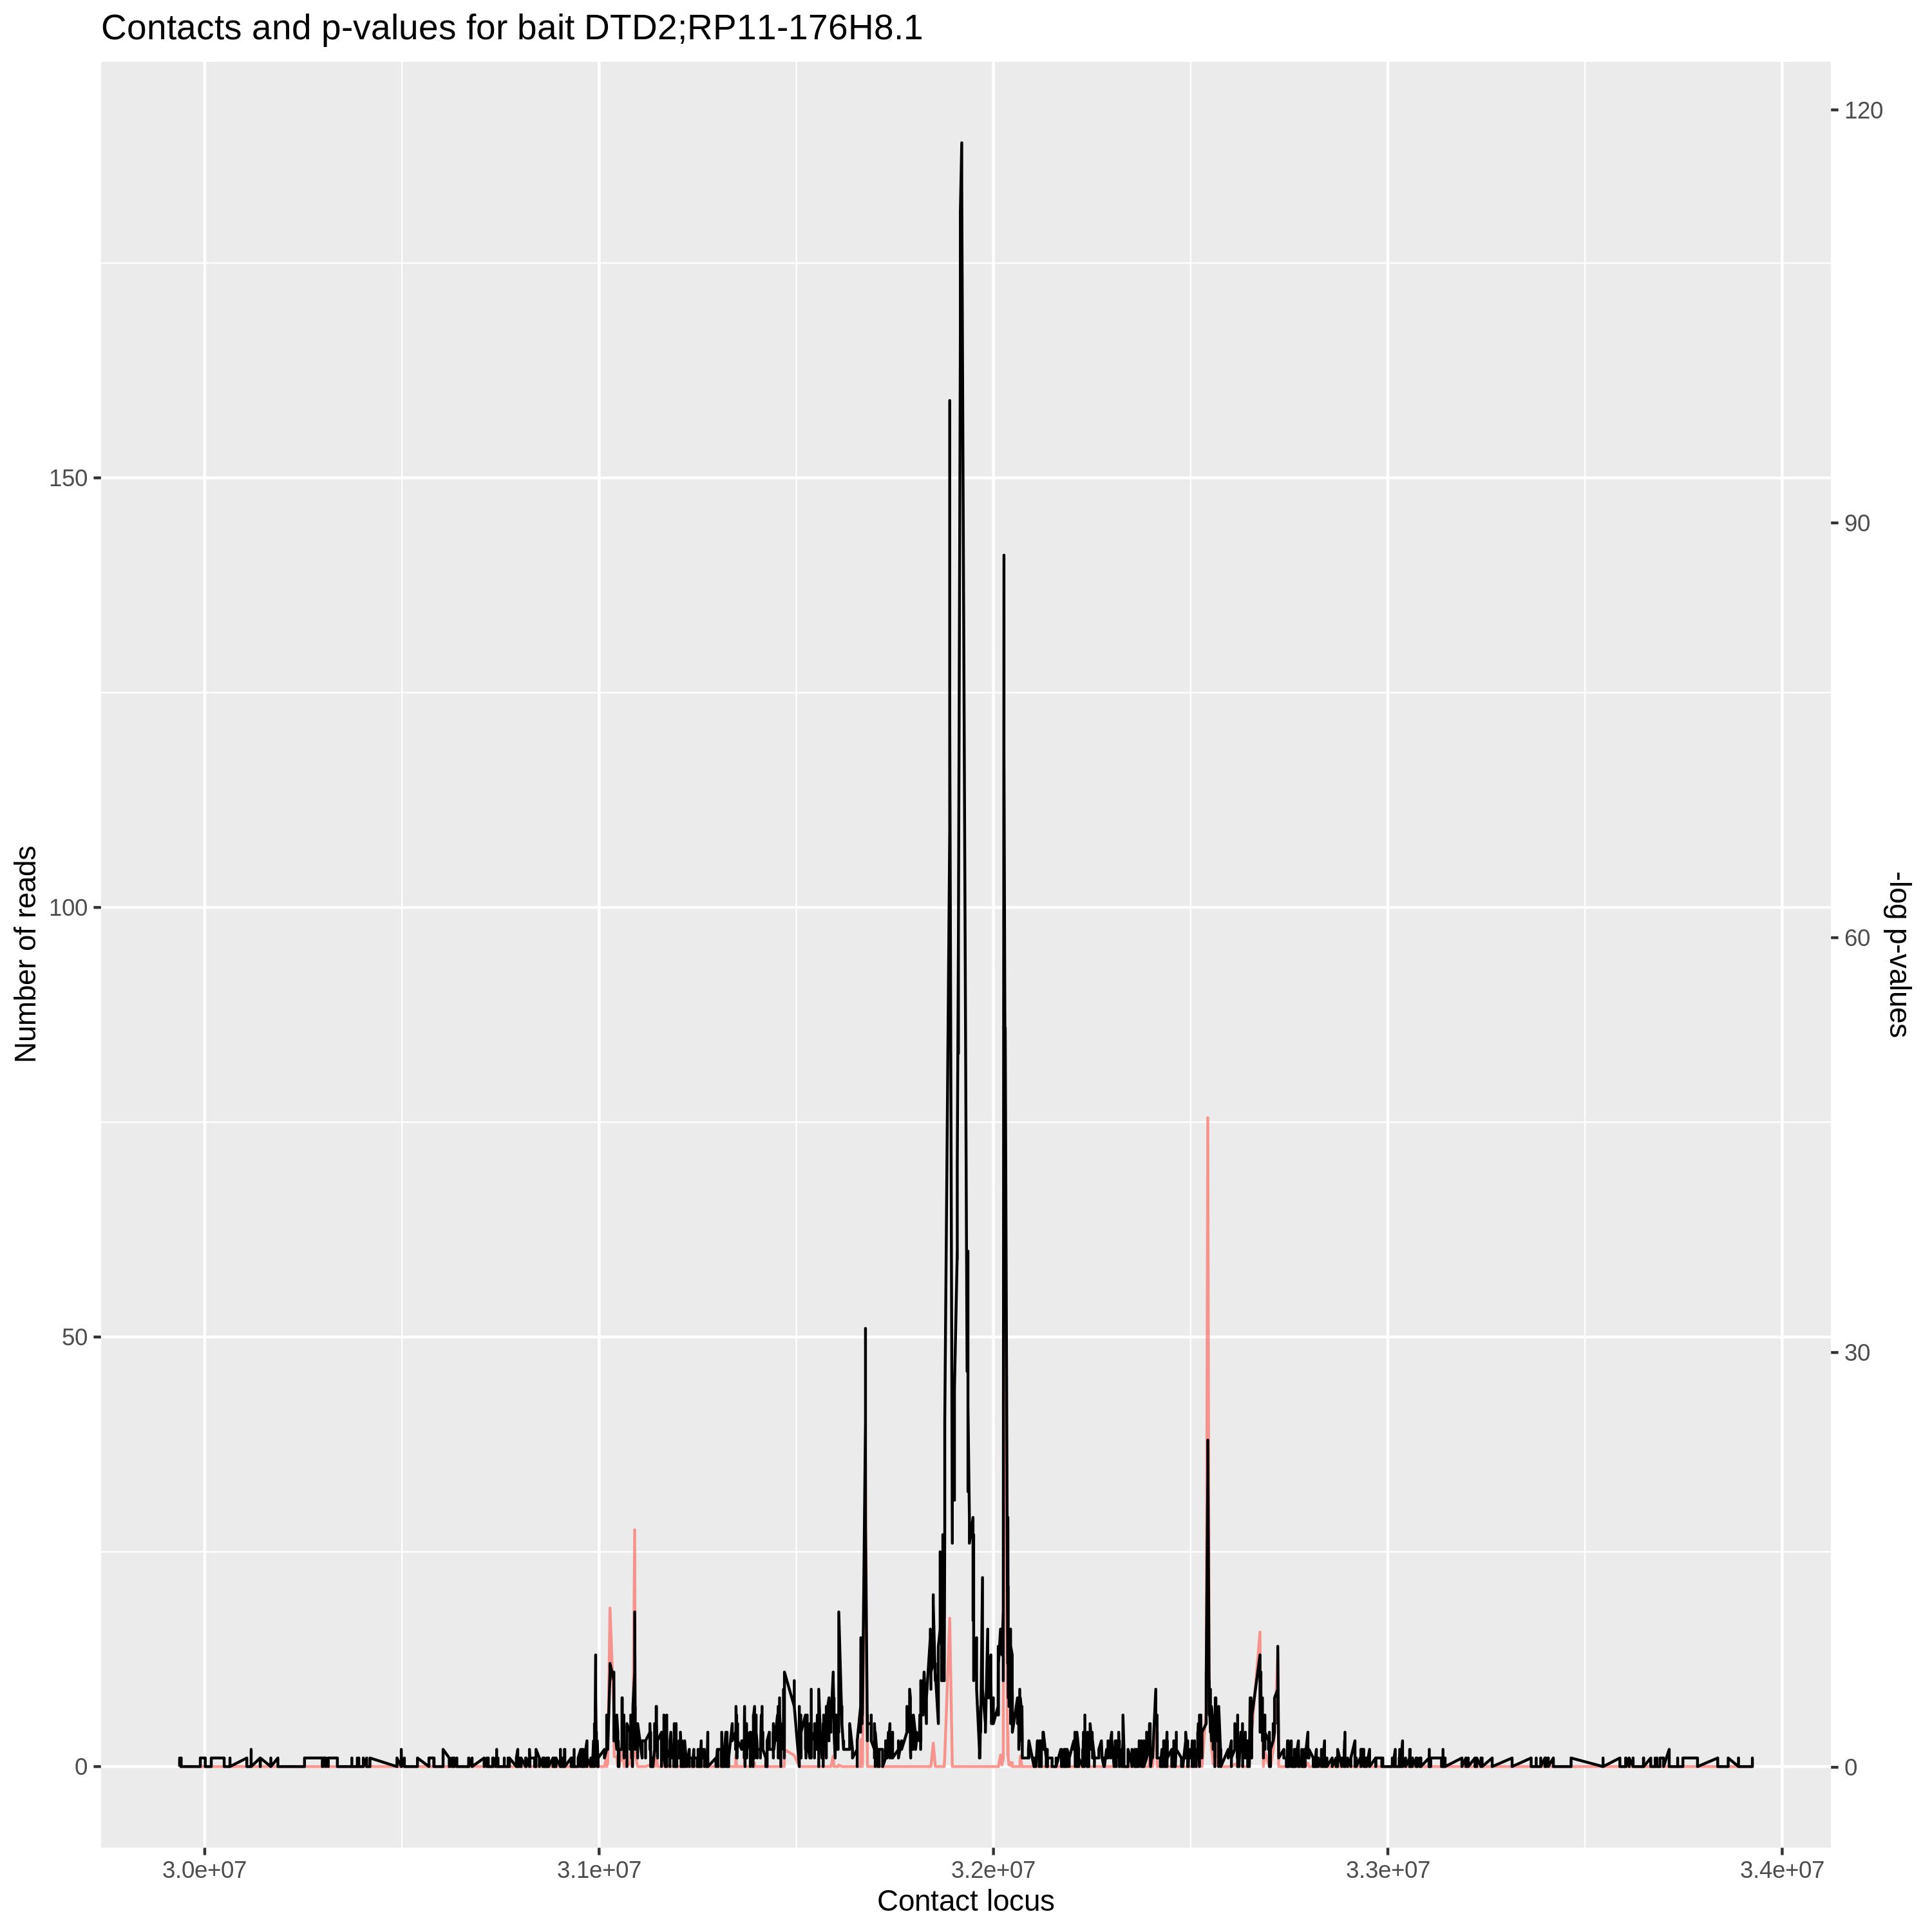 Contacts and p-values for bait DTD2;RP11-176H8.1
Number of reads
150
100
50
0
120
90
60
30
0
-log p-values
3.0e+07
3.1e+07
3.2e+07
3.3e+07
3.4e+07
Contact locus